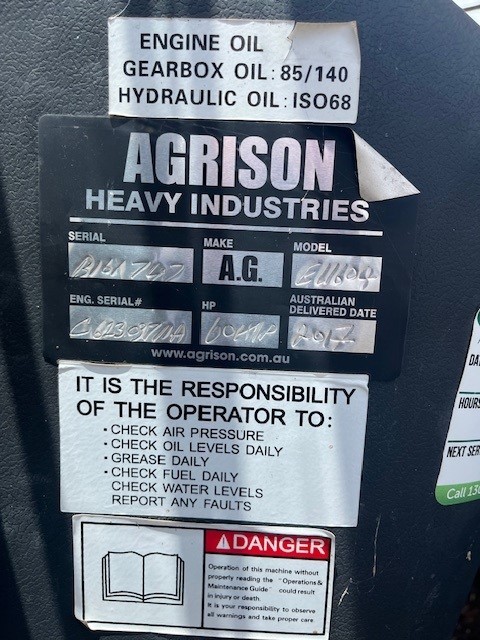 ENGINE OIL
GEARBOX OIL: 85/140
HYDRAULIC OIL: ISO68
AGRISON
HEAVY INDUSTRIES
SERIAL
MAKE
MODEL
A.G.
EU604
ENG. SERIAL#
HP
AUSTRALIAN
DELIVERED DATE
60HP
2017
www.agrison.com.au
IT IS THE RESPONSIBILITY
OF THE OPERATOR TO:
• CHECK AIR PRESSURE
• CHECK OIL LEVELS DAILY
• GREASE DAILY
• CHECK FUEL DAILY
CHECK WATER LEVELS
REPORT ANY FAULTS
DANGER
Operation of this machine without
properly reading the "Operations &
Maintenance Guide" could result
in injury or death.
It is your responsibility to observe
all warnings and take proper care.
HOURS
NEXT SER
Call 13